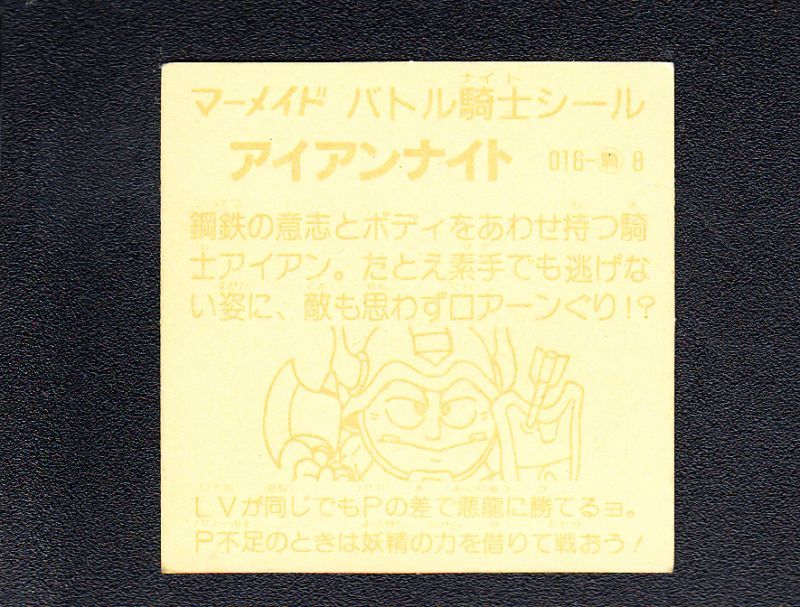 マーメイド バトル騎士シール
アイアンナイト 016-騎8
鋼鉄の意志とボディをあわせ持つ騎
士アイアン。たとえ素手でも逃げな
い姿に、敵も思わず口アーンぐり!?
LVが同じでもPの差で悪龍に勝てるヨ。
P不足のときは妖精の力を借りて戦おう!